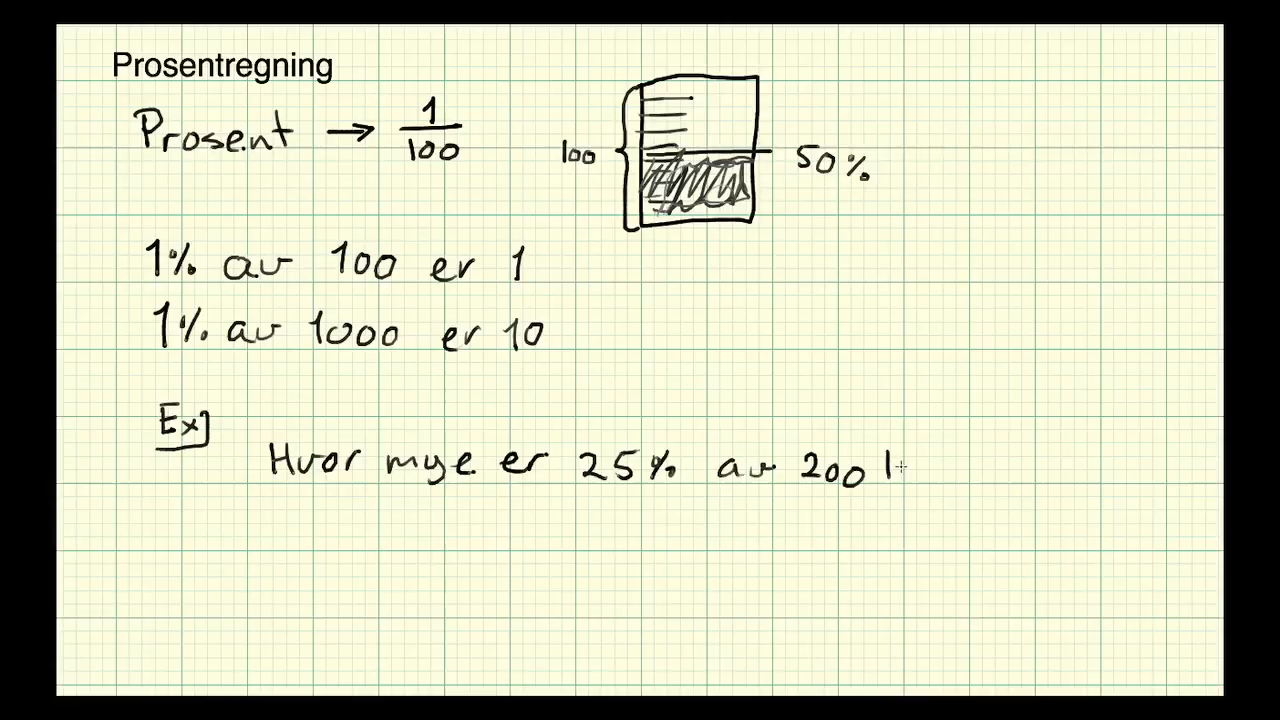 Prosentregning
Prosent → 1/100
100
50%
1% av 100 er 1
1% av 1000 er 10
Ex
Hvor mye er 25% av 200